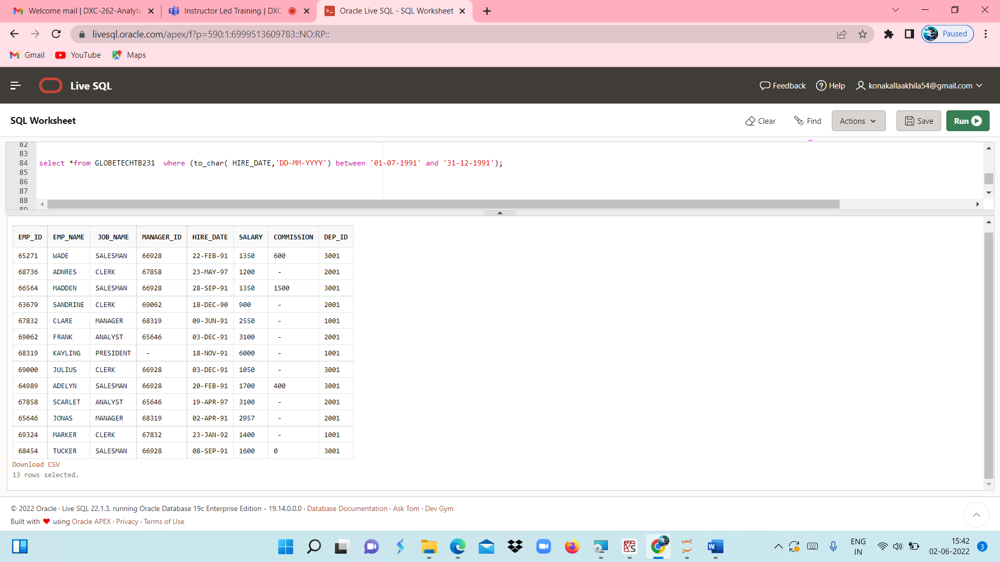 Welcome mail | DXC-262-Analytic
Instructor Led Training | DXC
Oracle Live SQL - SQL Worksheet
livesql.oracle.com/apex/f?p=590:1:6999513609783::NO:RP::
Paused
Gmail YouTube Maps
Live SQL
Feedback Help konakallaakhila54@gmail.com
SQL Worksheet
Clear Find Actions Save Run
82
83
84 select *from GLOBETECHTB231 where (to_char( HIRE_DATE,'DD-MM-YYYY') between '01-07-1991' and '31-12-1991');
85
86
87
88
89
EMP_ID EMP_NAME JOB_NAME MANAGER_ID HIRE_DATE SALARY COMMISSION DEP_ID
65271 WADE SALESMAN 66928 22-FEB-91 1350 600 3001
68736 ADNRES CLERK 67858 23-MAY-97 1200 - 2001
66564 MADDEN SALESMAN 66928 28-SEP-91 1350 1500 3001
63679 SANDRINE CLERK 69062 18-DEC-90 900 - 2001
67832 CLARE MANAGER 68319 09-JUN-91 2550 - 1001
69062 FRANK ANALYST 65646 03-DEC-91 3100 - 2001
68319 KAYLING PRESIDENT - 18-NOV-91 6000 - 1001
69000 JULIUS CLERK 66928 03-DEC-91 1050 - 3001
64989 ADELYN SALESMAN 66928 20-FEB-91 1700 400 3001
67858 SCARLET ANALYST 65646 19-APR-97 3100 - 2001
65646 JONAS MANAGER 68319 02-APR-91 2957 - 2001
69324 MARKER CLERK 67832 23-JAN-92 1400 - 1001
68454 TUCKER SALESMAN 66928 08-SEP-91 1600 0 3001
Download CSV
13 rows selected.
© 2022 Oracle · Live SQL 22.1.3, running Oracle Database 19c Enterprise Edition - 19.14.0.0.0 · Database Documentation · Ask Tom · Dev Gym
Built with ❤ using Oracle APEX · Privacy · Terms of Use
ENG
IN
15:42
02-06-2022
3